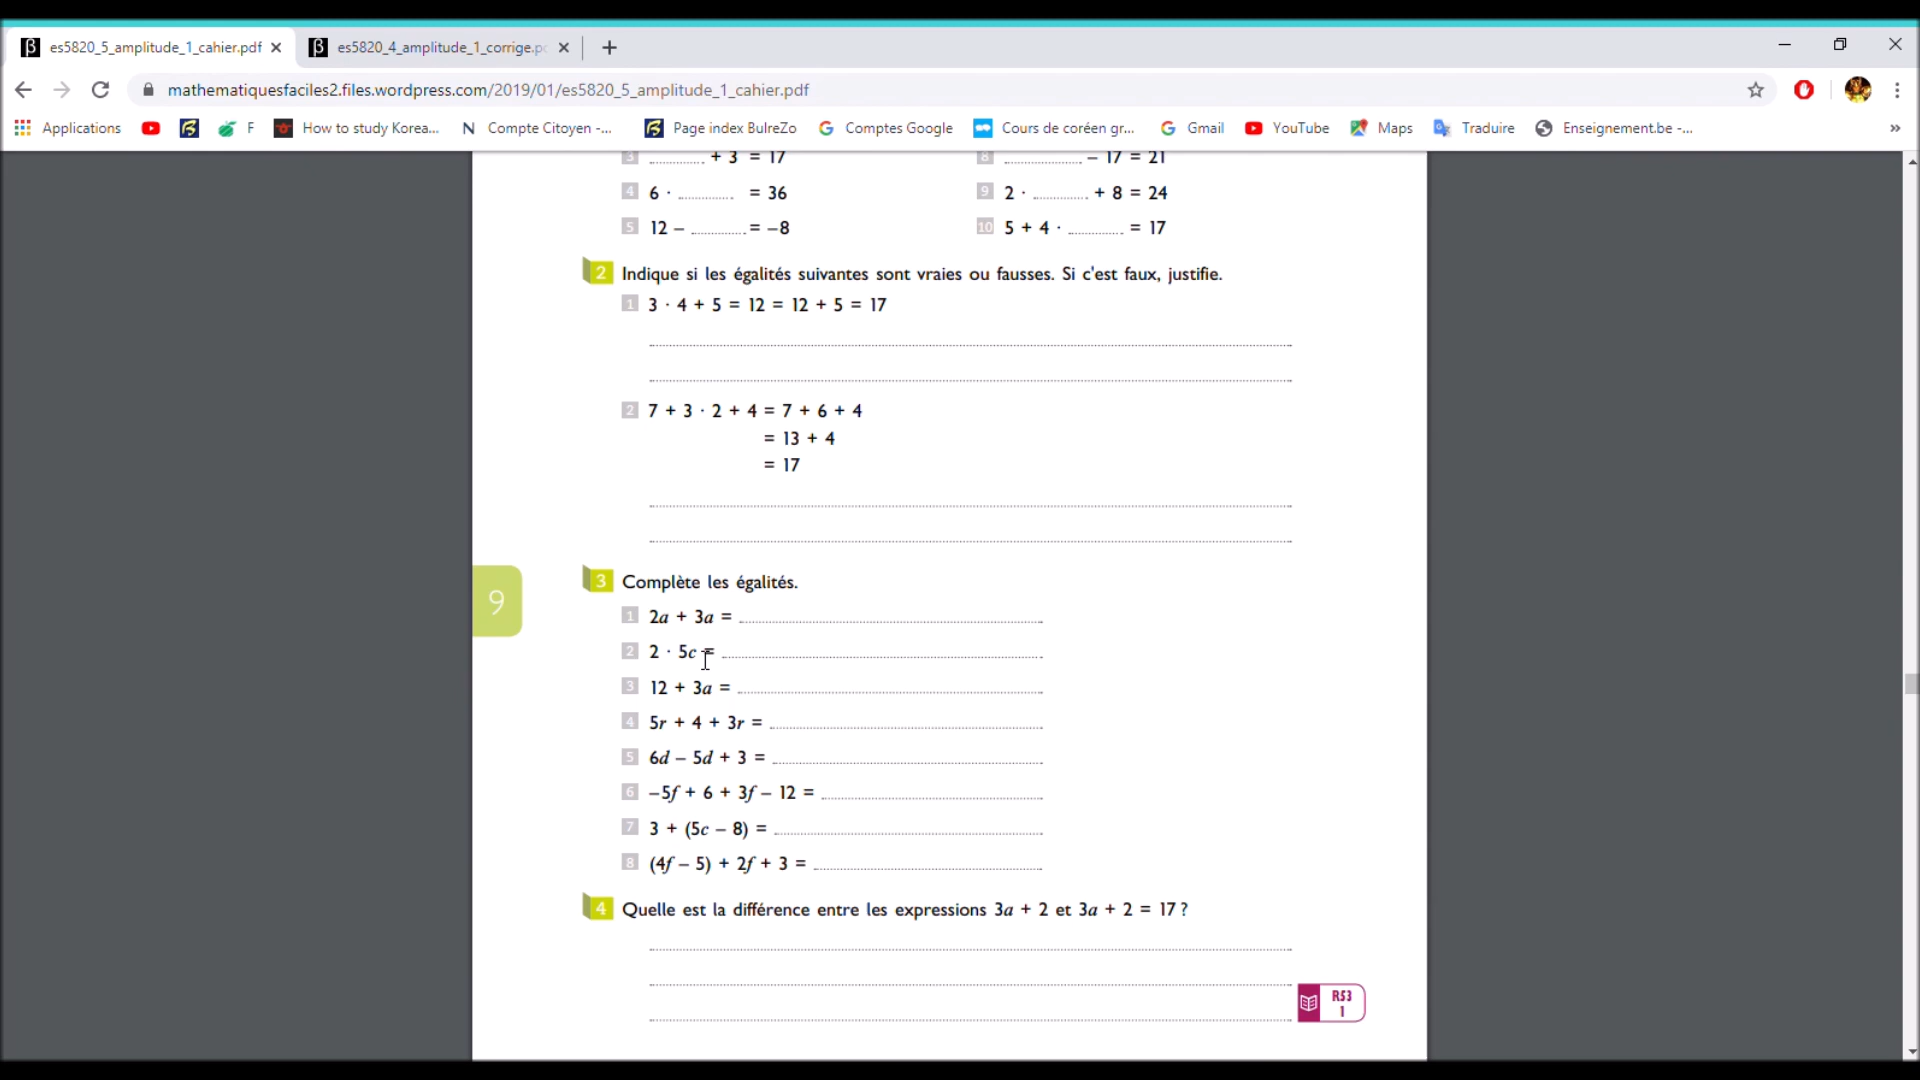 β es5820_5_amplitude_1_cahier.pdf
β es5820_4_amplitude_1_corrige.p
mathematiquesfaciles2.files.wordpress.com/2019/01/es5820_5_amplitude_1_cahier.pdf
Applications F How to study Korea... N Compte Citoyen -... Page index BulreZo Comptes Google Cours de coréen gr... Gmail YouTube Maps Traduire Enseignement.be -... »
3 ............ + 3 = 17
8 ............ – 17 = 21
4 6 · ............ = 36
9 2 · ............ + 8 = 24
5 12 – ............ = –8
10 5 + 4 · ............ = 17
2 Indique si les égalités suivantes sont vraies ou fausses. Si c'est faux, justifie.
1 3 · 4 + 5 = 12 = 12 + 5 = 17
2 7 + 3 · 2 + 4 = 7 + 6 + 4
= 13 + 4
= 17
9
3 Complète les égalités.
1 2a + 3a =
2 2 · 5c =
3 12 + 3a =
4 5r + 4 + 3r =
5 6d – 5d + 3 =
6 –5f + 6 + 3f – 12 =
7 3 + (5c – 8) =
8 (4f – 5) + 2f + 3 =
4 Quelle est la différence entre les expressions 3a + 2 et 3a + 2 = 17 ?
R53
1